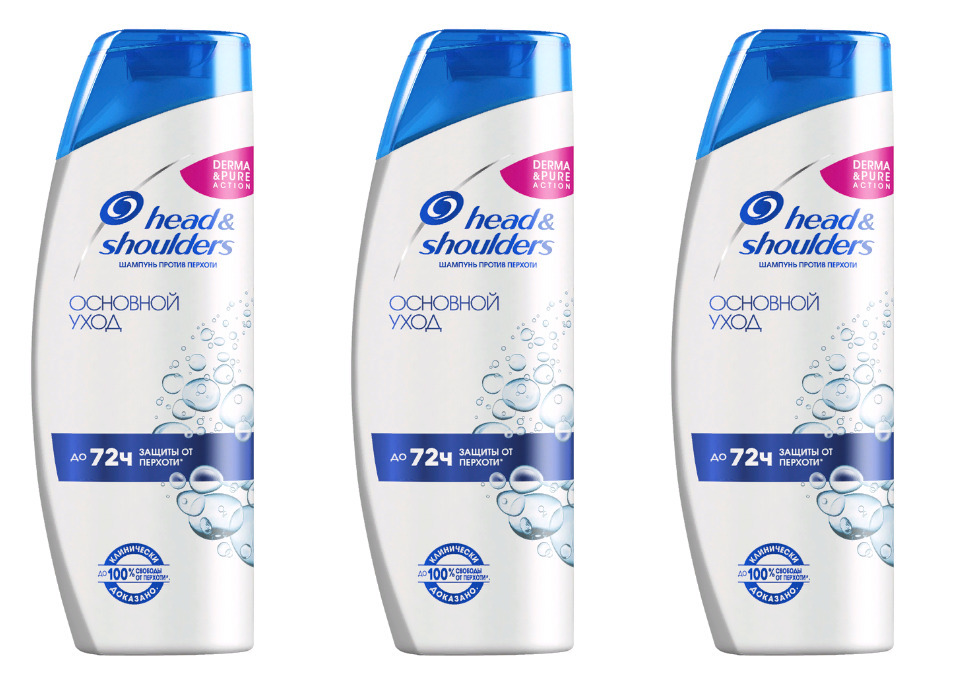 DERMA
&PURE
ACTION
head&
shoulders
ШАМПУНЬ ПРОТИВ ПЕРХОТИ
ОСНОВНОЙ
УХОД
ДО 72Ч ЗАЩИТЫ ОТ
ПЕРХОТИ*
КЛИНИЧЕСКИ
ДО 100% СВОБОДЫ
ОТ ПЕРХОТИ*.
ДОКАЗАНО.
DERMA
&PURE
ACTION
head&
shoulders
ШАМПУНЬ ПРОТИВ ПЕРХОТИ
ОСНОВНОЙ
УХОД
ДО 72Ч ЗАЩИТЫ ОТ
ПЕРХОТИ*
КЛИНИЧЕСКИ
ДО 100% СВОБОДЫ
ОТ ПЕРХОТИ*.
ДОКАЗАНО.
DERMA
&PURE
ACTION
head&
shoulders
ШАМПУНЬ ПРОТИВ ПЕРХОТИ
ОСНОВНОЙ
УХОД
ДО 72Ч ЗАЩИТЫ ОТ
ПЕРХОТИ*
КЛИНИЧЕСКИ
ДО 100% СВОБОДЫ
ОТ ПЕРХОТИ*.
ДОКАЗАНО.